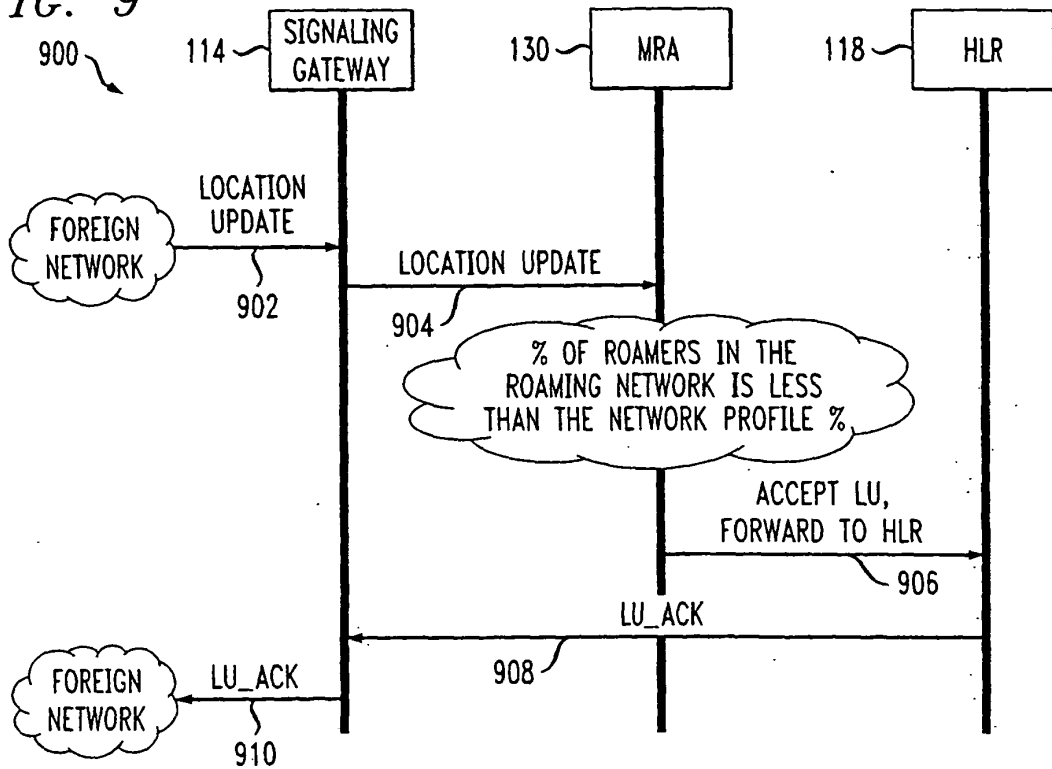 IG. 9
900
114
SIGNALING
GATEWAY
130
MRA
118
HLR
FOREIGN
NETWORK
LOCATION
UPDATE
902
LOCATION UPDATE
904
% OF ROAMERS IN THE
ROAMING NETWORK IS LESS
THAN THE NETWORK PROFILE %
ACCEPT LU,
FORWARD TO HLR
906
LU_ACK
908
FOREIGN
NETWORK
LU_ACK
910